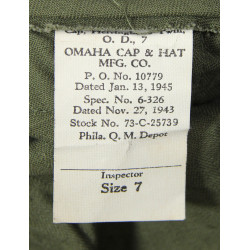 Cap,
O. D., 7
OMAHA CAP & HAT
MFG. CO.
P. O. No. 10779
Dated Jan. 13, 1945
Spec. No. 6-326
Dated Nov. 27, 1943
Stock No. 73-C-25739
Phila. Q. M. Depot
Inspector
Size 7